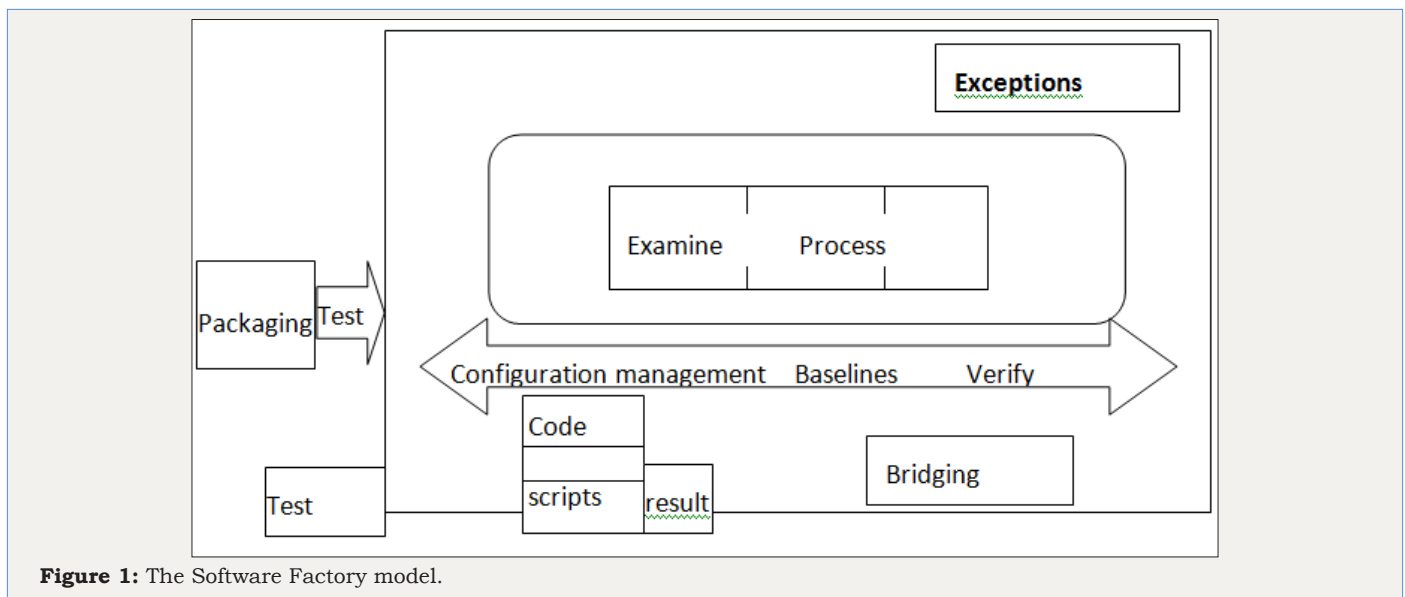 Exceptions
Examine Process
Packaging Test
Configuration management Baselines Verify
Code
Bridging
scripts
Test result
Figure 1: The Software Factory model.